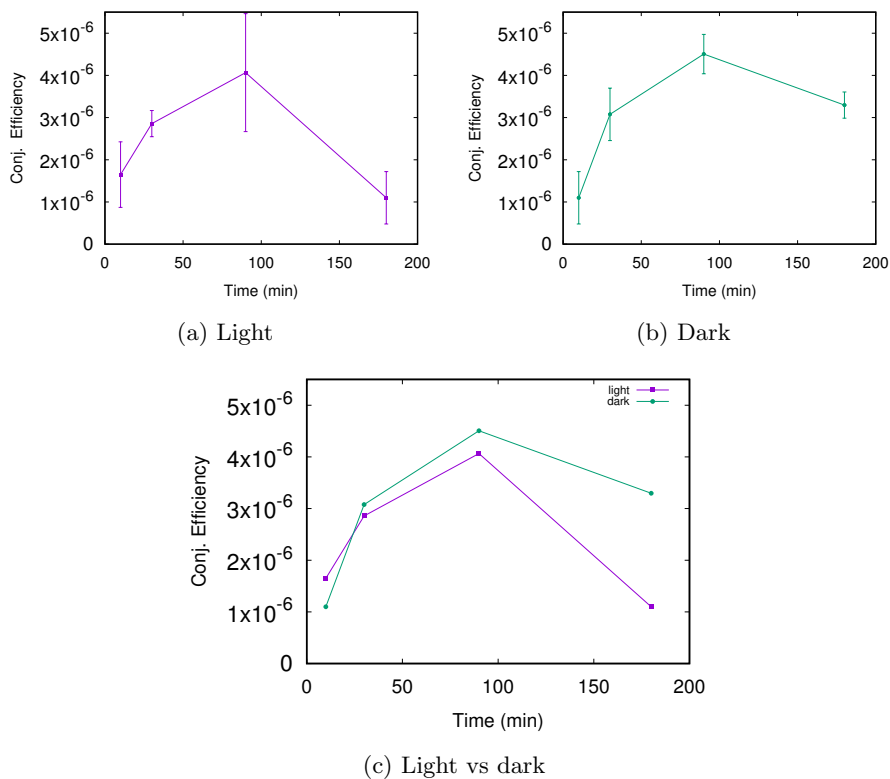 5x10⁻⁶
4x10⁻⁶
3x10⁻⁶
2x10⁻⁶
1x10⁻⁶
0
Conj. Efficiency
0 50 100 150 200
Time (min)
(a) Light
5x10⁻⁶
4x10⁻⁶
3x10⁻⁶
2x10⁻⁶
1x10⁻⁶
0
Conj. Efficiency
0 50 100 150 200
Time (min)
(b) Dark
light
dark
5x10⁻⁶
4x10⁻⁶
3x10⁻⁶
2x10⁻⁶
1x10⁻⁶
0
Conj. Efficiency
0 50 100 150 200
Time (min)
(c) Light vs dark